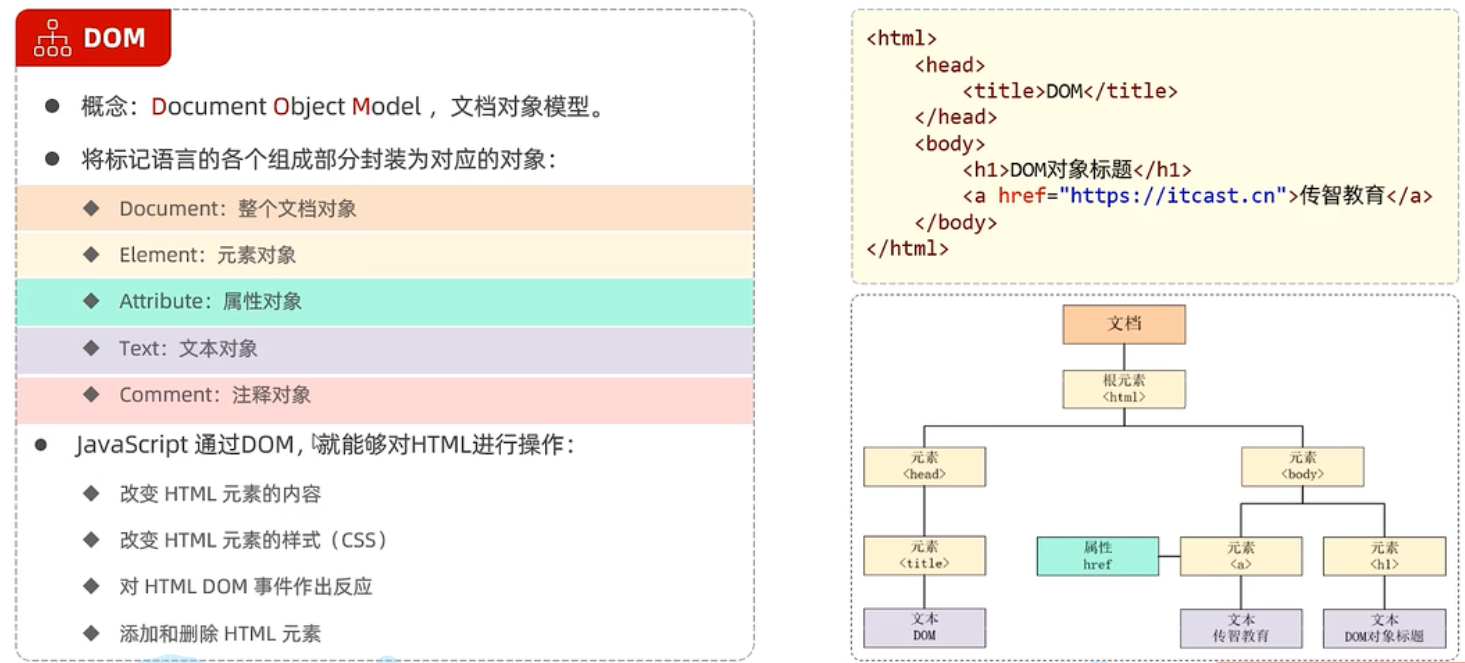 DOM
概念：Document Object Model ，文档对象模型。
将标记语言的各个组成部分封装为对应的对象：
Document：整个文档对象
Element：元素对象
Attribute：属性对象
Text：文本对象
Comment：注释对象
JavaScript 通过DOM，就能够对HTML进行操作：
改变 HTML 元素的内容
改变 HTML 元素的样式（CSS）
对 HTML DOM 事件作出反应
添加和删除 HTML 元素
<html>
    <head>
        <title>DOM</title>
    </head>
    <body>
        <h1>DOM对象标题</h1>
        <a href="https://itcast.cn">传智教育</a>
    </body>
</html>
文档
根元素
<html>
元素
<head>
元素
<body>
元素
<title>
属性
href
元素
<a>
元素
<h1>
文本
DOM
文本
传智教育
文本
DOM对象标题